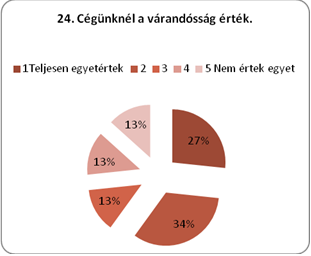 24. Cégünknél a várandósság érték.
1Teljesen egyetértek 2 3 4 5 Nem értek egyet
13%
27%
13%
13%
34%